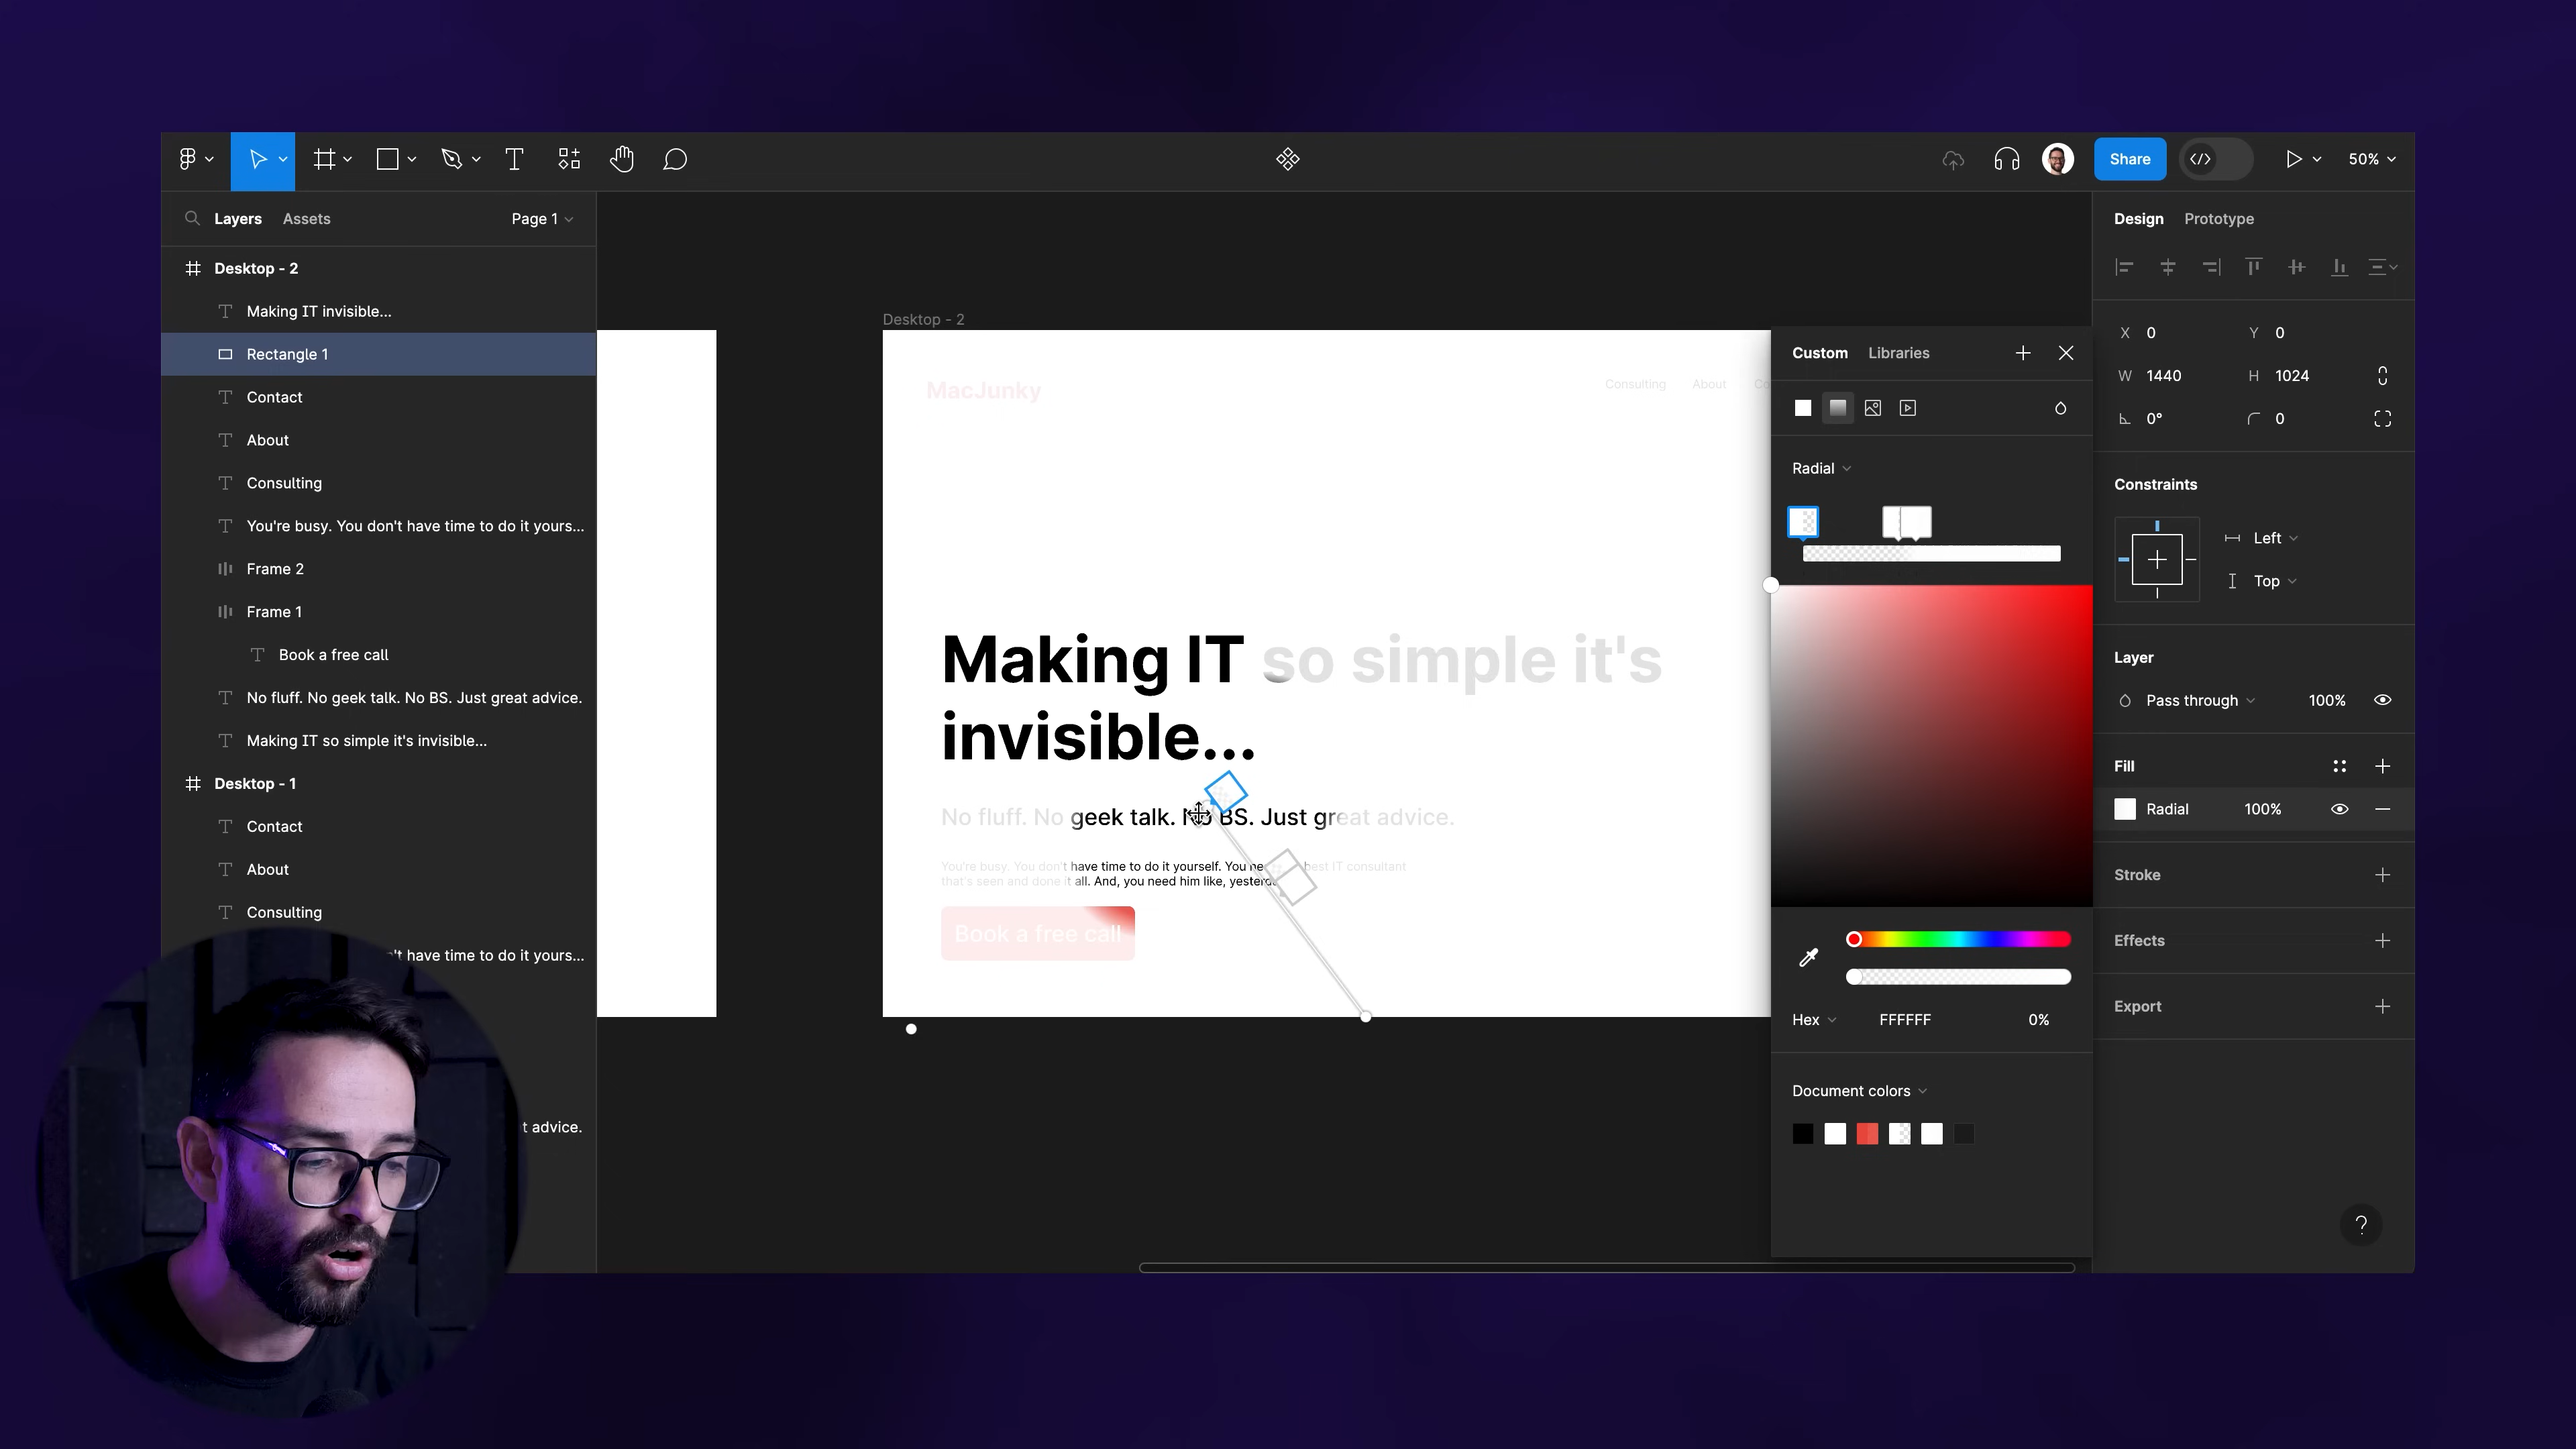 Share
50%
Layers
Assets
Page 1
Desktop - 2
Making IT invisible...
Rectangle 1
Contact
About
Consulting
You're busy. You don't have time to do it yours...
Frame 2
Frame 1
Book a free call
No fluff. No geek talk. No BS. Just great advice.
Making IT so simple it's invisible...
Desktop - 1
Contact
About
Consulting
't have time to do it yours...
t advice.
Desktop - 2
MacJunky
Consulting
About
Co
Making IT so simple it's
invisible...
No fluff. No geek talk. No BS. Just great advice.
You're busy. You don't have time to do it yourself. You ne best IT consultant
that's seen and done it all. And, you need him like, yesterd
Book a free call
Custom
Libraries
Radial
Hex
FFFFFF
0%
Document colors
Design
Prototype
X 0
Y 0
W 1440
H 1024
0°
0
Constraints
Left
Top
Layer
Pass through
100%
Fill
Radial
100%
Stroke
Effects
Export
?